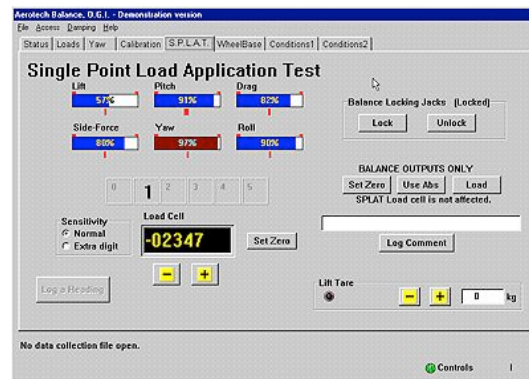 Aerotech Balance, D.G.I. - Demonstration version
File Access Damping Help
Status Loads Yaw Calibration S.P.L.A.T. WheelBase Conditions1 Conditions2
Single Point Load Application Test
Lift Pitch Drag
57% 91% 82%
Balance Locking Jacks [Locked]
Lock Unlock
Side-Force Yaw Roll
80% 97% 90%
BALANCE OUTPUTS ONLY
Set Zero Use Abs Load
SPLAT Load cell is not affected.
0 1 2 3 4 5
Sensitivity
Normal
Extra digit
Load Cell
-02347
Set Zero
Log Comment
- +
Log a Reading
Lift Tare
- + 0 kg
No data collection file open.
Controls